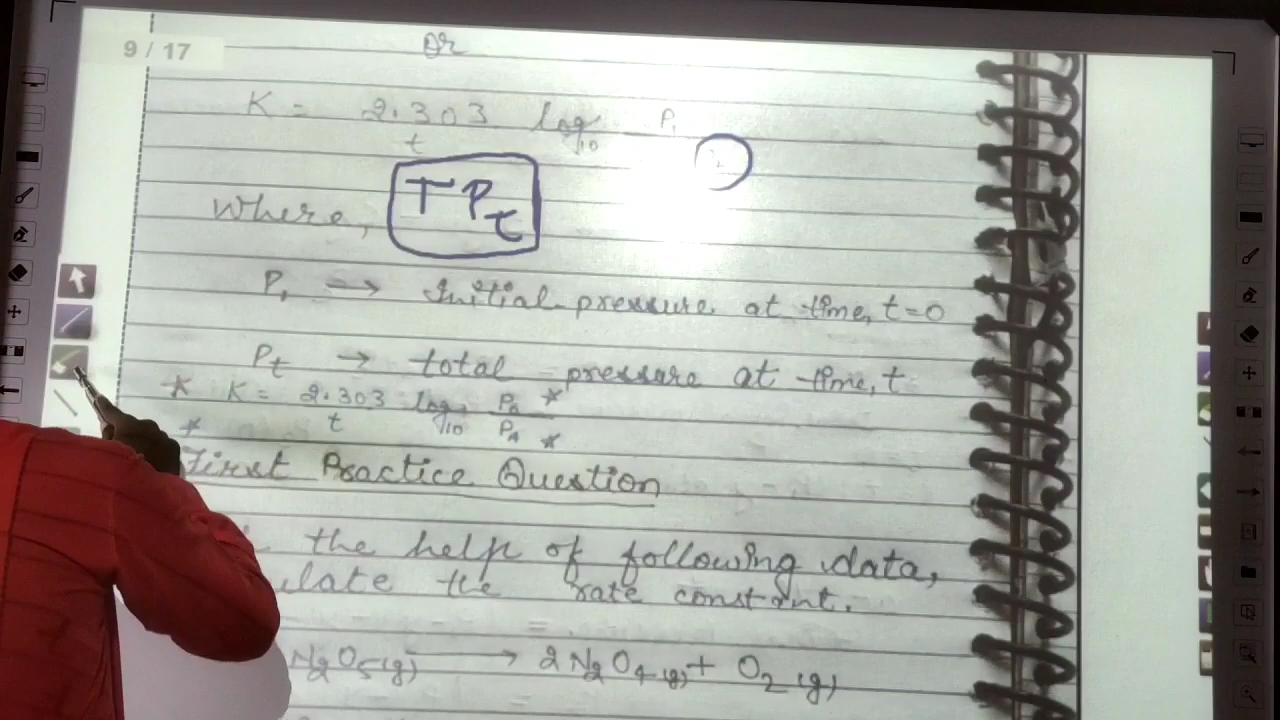 9 / 17
Or
K = 2.303 log10 P1
t
T Pt
Where,
P1 → Initial pressure at time, t=0
Pt → total pressure at time, t
* K = 2.303 log10 *
t PA *
*
First Practice Question
the help of following data,
ulate the rate constant.
N2O5(g) → 2N2O4(g) + O2(g)